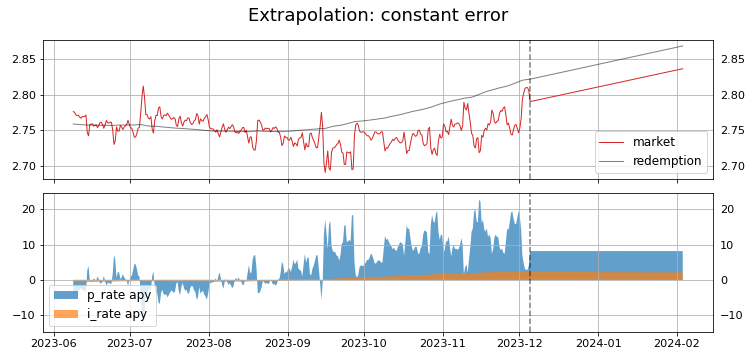 Extrapolation: constant error
2.85 2.85
2.80 2.80
2.75 2.75
2.70 2.70
market
redemption
20 20
10 10
0 0
−10 −10
p_rate apy
i_rate apy
2023-06 2023-07 2023-08 2023-09 2023-10 2023-11 2023-12 2024-01 2024-02